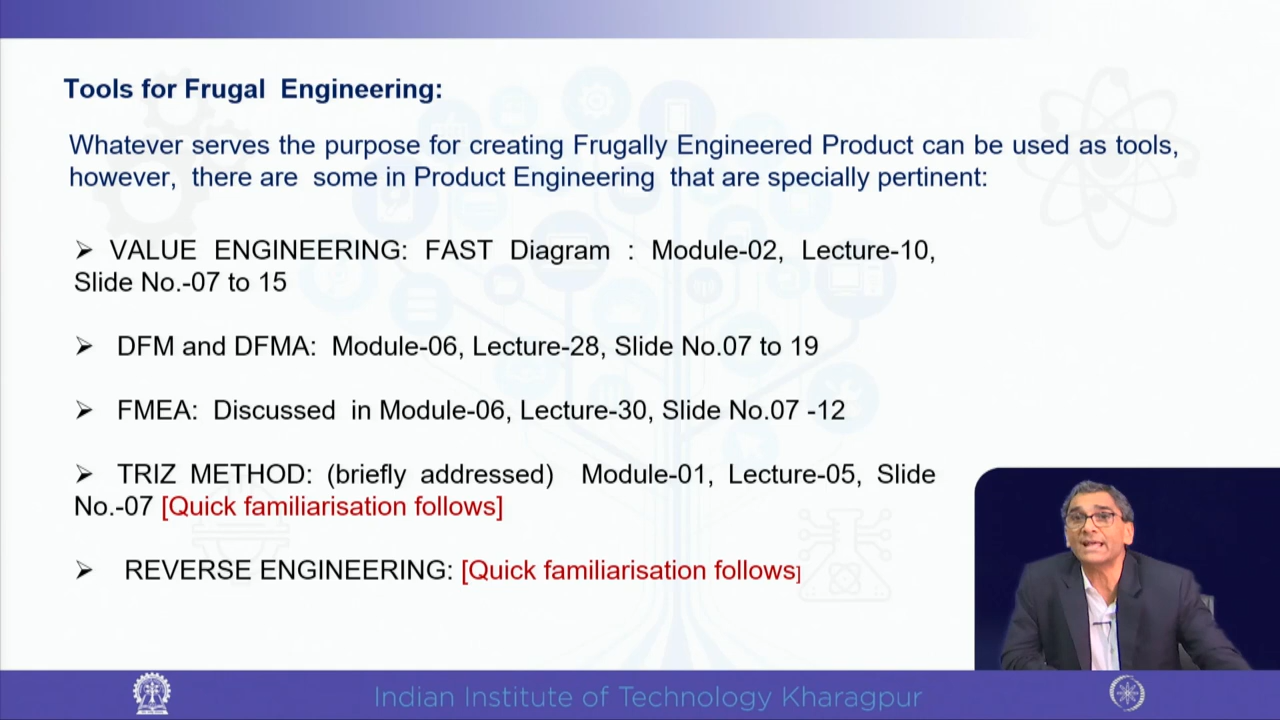 Tools for Frugal Engineering:
Whatever serves the purpose for creating Frugally Engineered Product can be used as tools,
however, there are some in Product Engineering that are specially pertinent:
➢ VALUE ENGINEERING: FAST Diagram : Module-02, Lecture-10,
Slide No.-07 to 15
➢ DFM and DFMA: Module-06, Lecture-28, Slide No.07 to 19
➢ FMEA: Discussed in Module-06, Lecture-30, Slide No.07 -12
➢ TRIZ METHOD: (briefly addressed) Module-01, Lecture-05, Slide
No.-07 [Quick familiarisation follows]
➢ REVERSE ENGINEERING: [Quick familiarisation follows]
Indian Institute of Technology Kharagpur